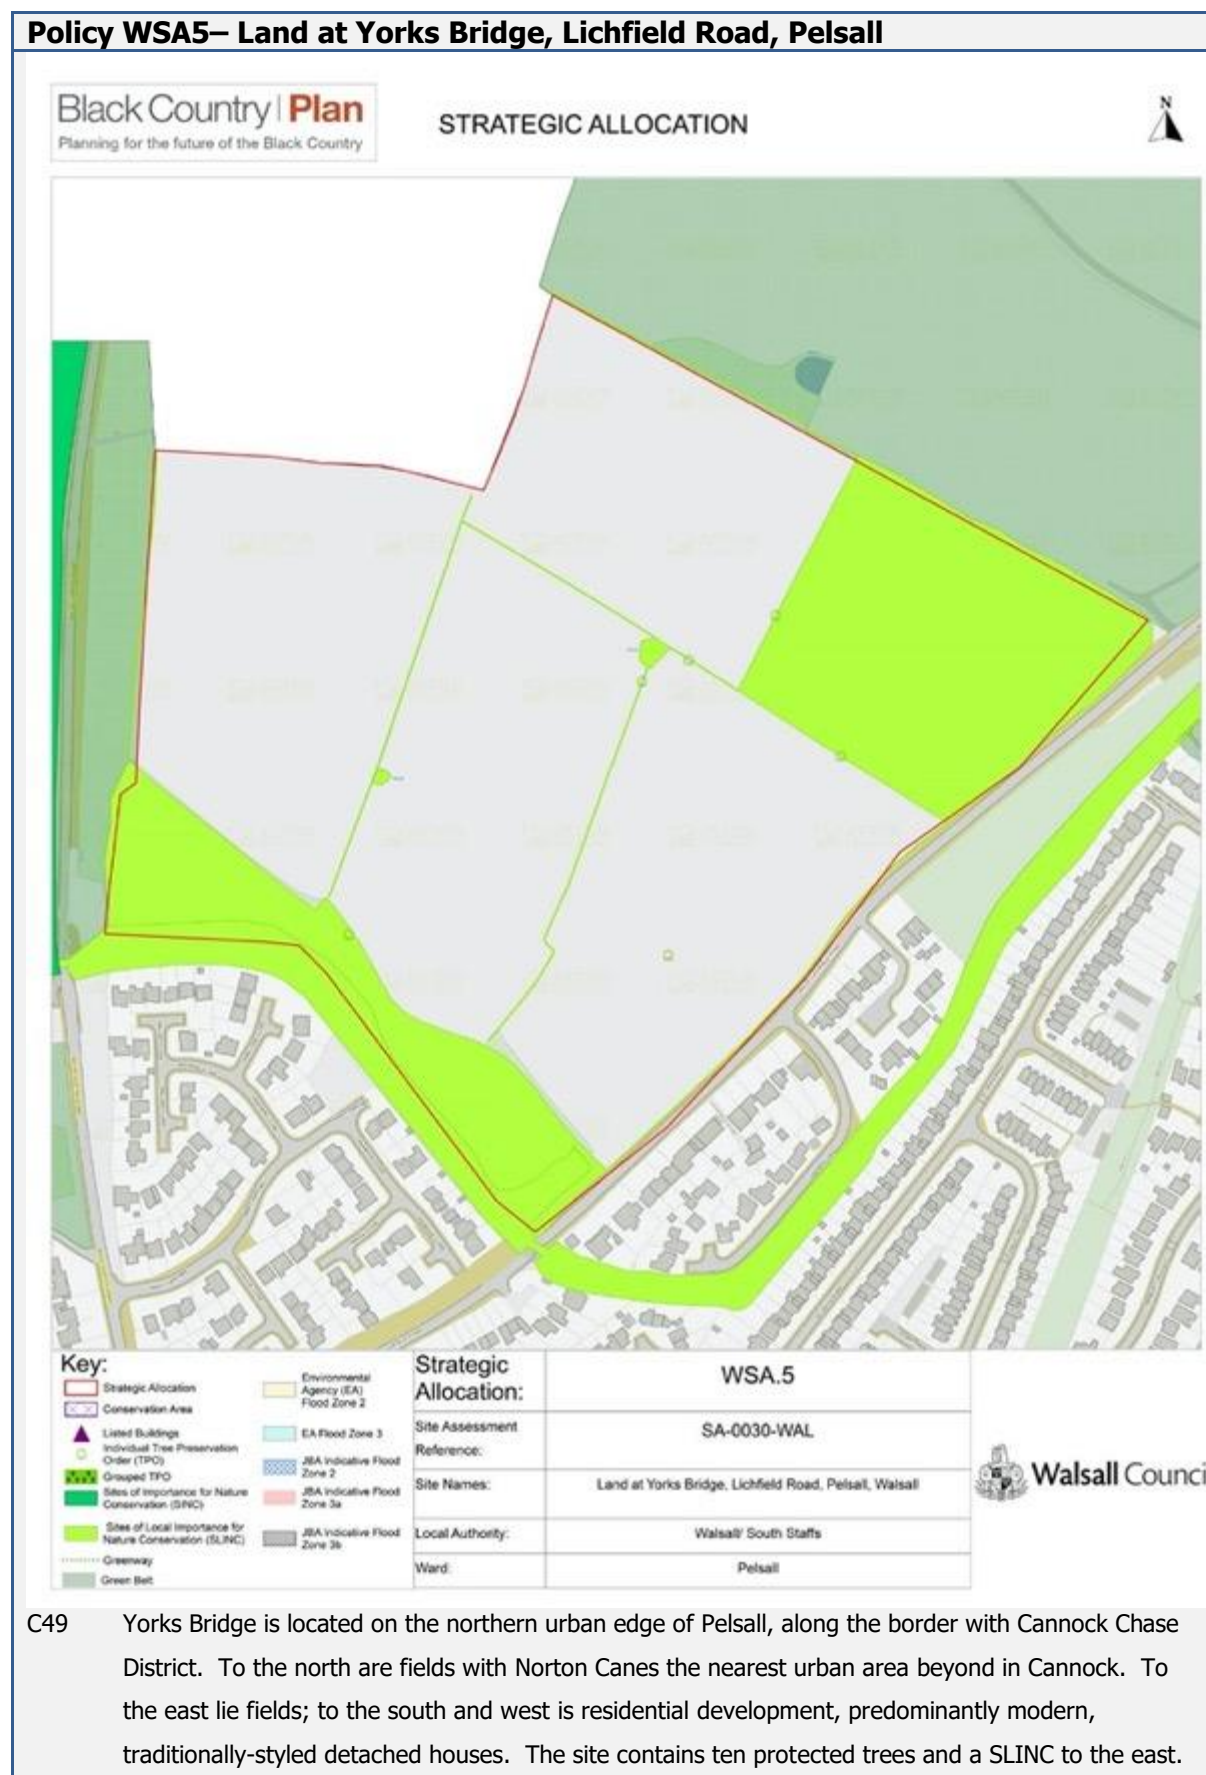 Policy WSA5– Land at Yorks Bridge, Lichfield Road, Pelsall
Black Country | Plan
Planning for the future of the Black Country
STRATEGIC ALLOCATION
N
Key:
Strategic Allocation
Conservation Area
Listed Buildings
Individual Tree Preservation
Order (TPO)
Grouped TPO
Sites of Importance for Nature
Conservation (SINC)
Sites of Local Importance for
Nature Conservation (SLINC)
Greenway
Green Belt
Environmental
Agency (EA)
Flood Zone 2
EA Flood Zone 3
JBA Indicative Flood
Zone 2
JBA Indicative Flood
Zone 3a
JBA Indicative Flood
Zone 3b
Strategic
Allocation:
WSA.5
Site Assessment
Reference:
SA-0030-WAL
Site Names:
Land at Yorks Bridge, Lichfield Road, Pelsall, Walsall
Local Authority:
Walsall/ South Staffs
Ward:
Pelsall
Walsall Counci
C49 Yorks Bridge is located on the northern urban edge of Pelsall, along the border with Cannock Chase
District. To the north are fields with Norton Canes the nearest urban area beyond in Cannock. To
the east lie fields; to the south and west is residential development, predominantly modern,
traditionally-styled detached houses. The site contains ten protected trees and a SLINC to the east.